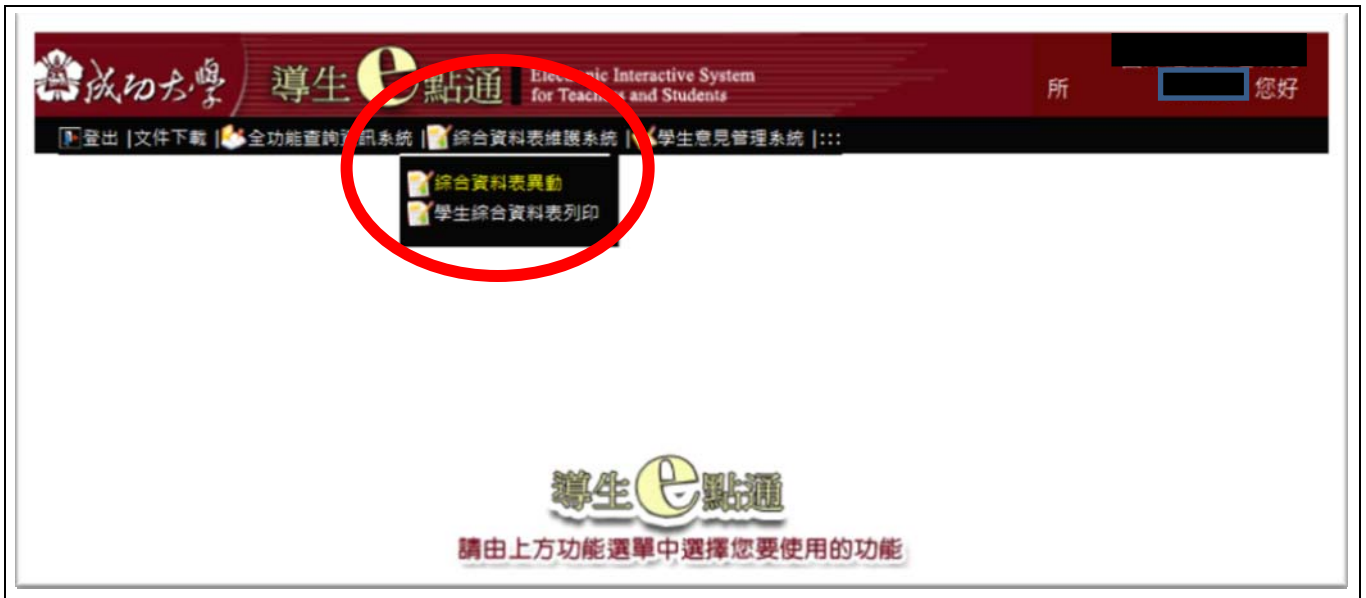 成功大學 導生e點通 Electronic Interactive System
for Teachers and Students
所 您好
登出 |文件下載 | 全功能查詢資訊系統 | 綜合資料表維護系統 | 學生意見管理系統 |:::
綜合資料表異動
學生綜合資料表列印
導生e點通
請由上方功能選單中選擇您要使用的功能